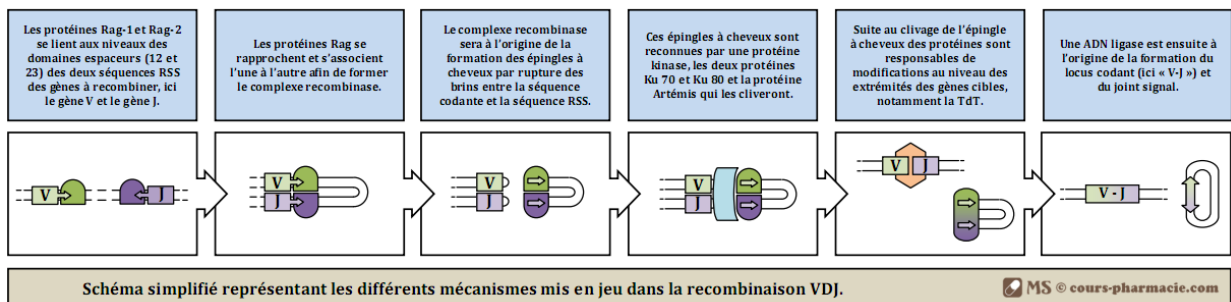 Les protéines Rag-1 et Rag-2
se lient aux niveaux des
domaines espaceurs (12 et
23) des deux séquences RSS
des gènes à recombiner, ici
le gène V et le gène J.
Les protéines Rag se
rapprochent et s'associent
l'une à l'autre afin de former
le complexe recombinase.
Le complexe recombinase
sera à l'origine de la
formation des épingles à
cheveux par rupture des
brins entre la séquence
codante et la séquence RSS.
Ces épingles à cheveux sont
reconnues par une protéine
kinase, les deux protéines
Ku 70 et Ku 80 et la protéine
Artémis qui les cliveront.
Suite au clivage de l'épingle
à cheveux des protéines sont
responsables de
modifications au niveau des
extrémités des gènes cibles,
notamment la TdT.
Une ADN ligase est ensuite à
l'origine de la formation du
locus codant (ici « V-J ») et
du joint signal.
V J
V
J
V
J
V
J
V J
V - J
Schéma simplifié représentant les différents mécanismes mis en jeu dans la recombinaison VDJ.
MS © cours-pharmacie.com